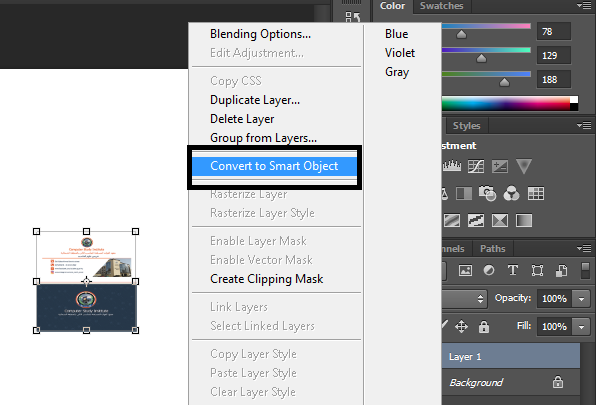 Color
Swatches
Blending Options...
Edit Adjustment...
Copy CSS
Duplicate Layer...
Delete Layer
Group from Layers...
Convert to Smart Object
Rasterize Layer
Rasterize Layer Style
Enable Layer Mask
Enable Vector Mask
Create Clipping Mask
Link Layers
Select Linked Layers
Copy Layer Style
Paste Layer Style
Clear Layer Style
Blue
Violet
Gray
78
129
188
Styles
Paths
Opacity: 100%
Fill: 100%
Layer 1
Background
Computer Study Institute
Computer Study Institute